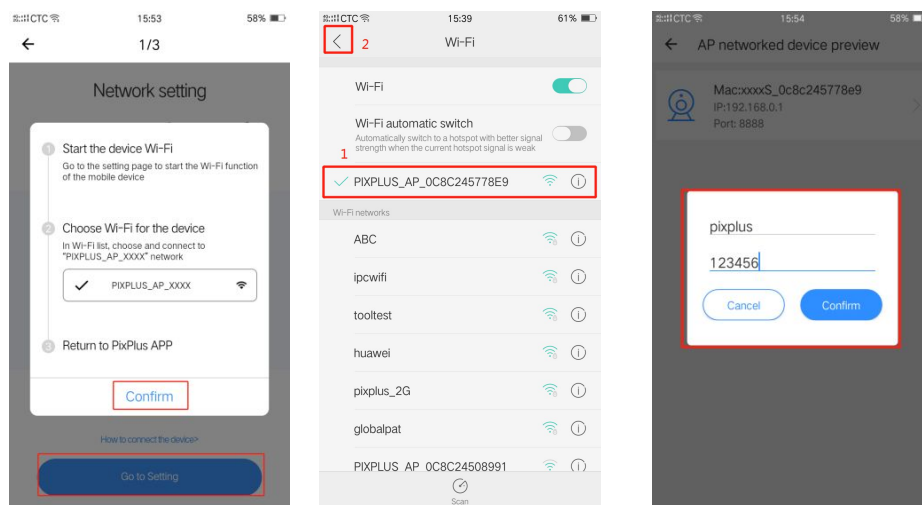 CTC
15:53
58%
1/3
Network setting
1
Start the device Wi-Fi
Go to the setting page to start the Wi-Fi function
of the mobile device
2
Choose Wi-Fi for the device
In Wi-Fi list, choose and connect to
"PIXPLUS_AP_XXXX" network
PIXPLUS_AP_XXXX
3
Return to PixPlus APP
Confirm
How to connect the device>
Go to Setting
CTC
15:39
61%
2
Wi-Fi
Wi-Fi
Wi-Fi automatic switch
Automatically switch to a hotspot with better signal
strength when the current hotspot signal is weak
1
PIXPLUS_AP_0C8C245778E9
Wi-Fi networks
ABC
ipcwifi
tooltest
huawei
pixplus_2G
globalpat
PIXPLUS_AP_0C8C24508991
Scan
CTC
15:54
58%
AP networked device preview
Mac:xxxxS_0c8c245778e9
IP:192.168.0.1
Port: 8888
pixplus
123456
Cancel
Confirm